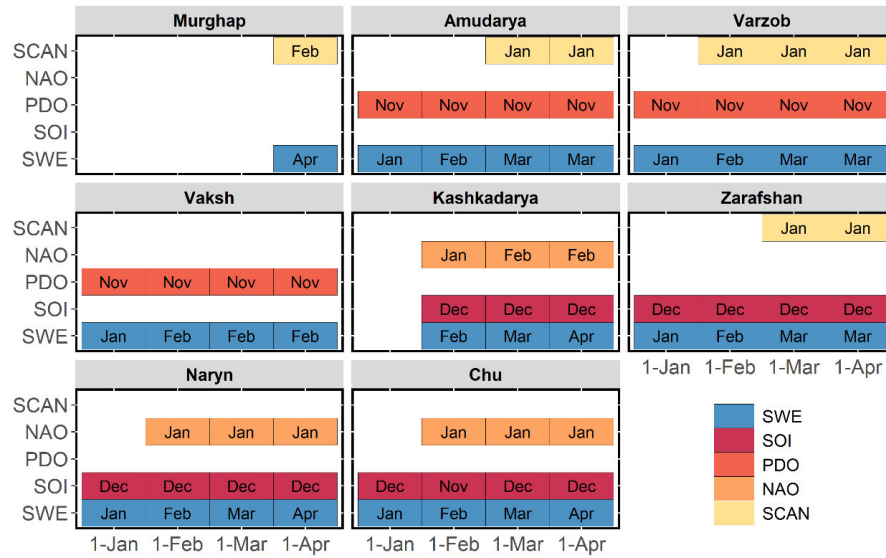 Murghap Amudarya Varzob
SCAN Feb Jan Jan Jan Jan Jan
NAO
PDO Nov Nov Nov Nov Nov Nov Nov Nov
SOI
SWE Apr Jan Feb Mar Mar Jan Feb Mar Mar
Vaksh Kashkadarya Zarafshan
SCAN Jan Jan
NAO Jan Feb Feb
PDO Nov Nov Nov Nov
SOI Dec Dec Dec Dec Dec Dec Dec
SWE Jan Feb Feb Feb Feb Mar Apr Jan Feb Mar Mar
1-Jan 1-Feb 1-Mar 1-Apr
Naryn Chu
SCAN
NAO Jan Jan Jan Jan Jan Jan
PDO
SOI Dec Dec Dec Dec Dec Nov Dec Dec
SWE Jan Feb Mar Apr Jan Feb Mar Apr
1-Jan 1-Feb 1-Mar 1-Apr 1-Jan 1-Feb 1-Mar 1-Apr
SWE
SOI
PDO
NAO
SCAN